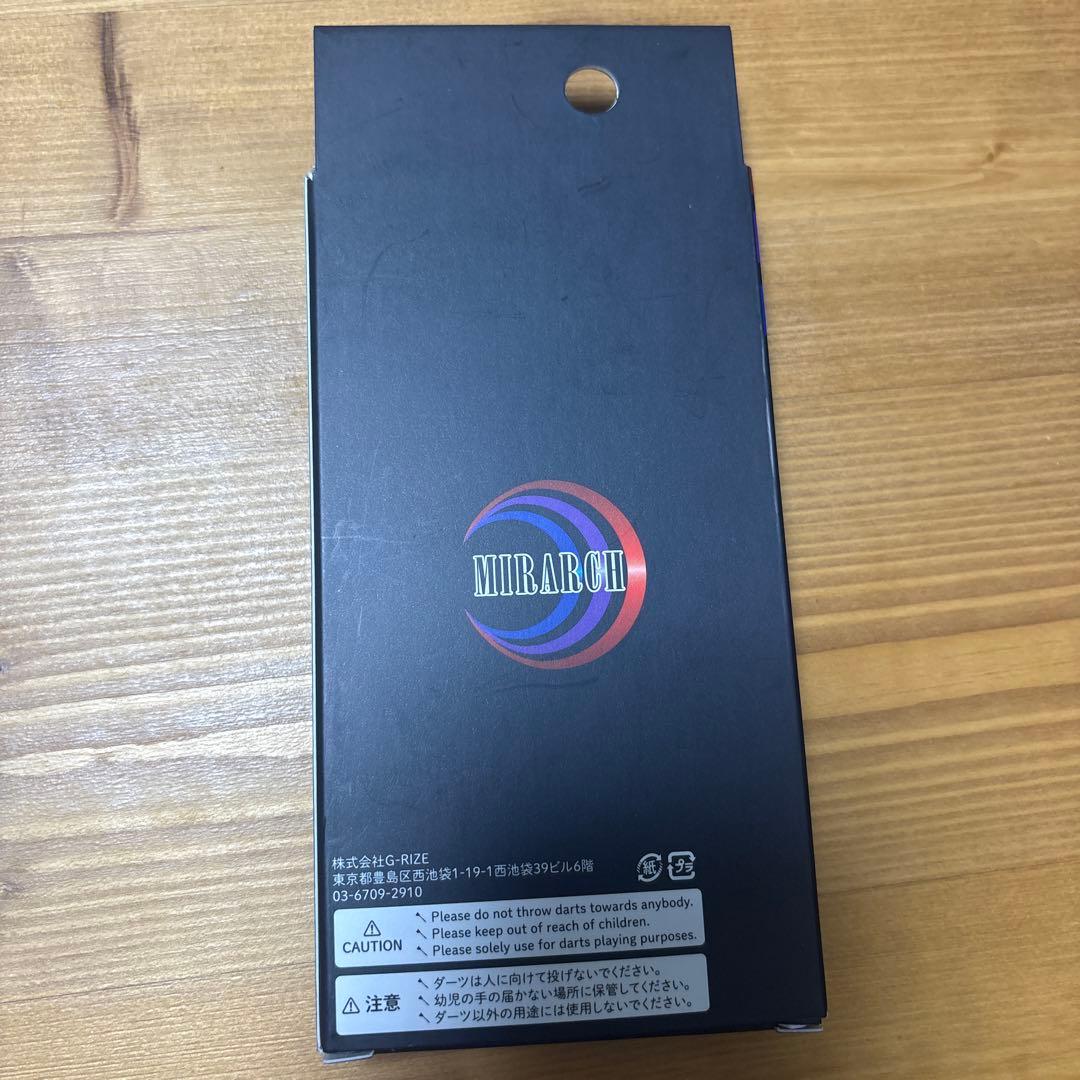 MIRARCH
株式会社G-RIZE
東京都豊島区西池袋1-19-1西池袋39ビル6階
03-6709-2910
紙
プラ
CAUTION
Please do not throw darts towards anybody.
Please keep out of reach of children.
Please solely use for darts playing purposes.
注意
ダーツは人に向けて投げないでください。
幼児の手の届かない場所に保管してください。
ダーツ以外の用途には使用しないでください。